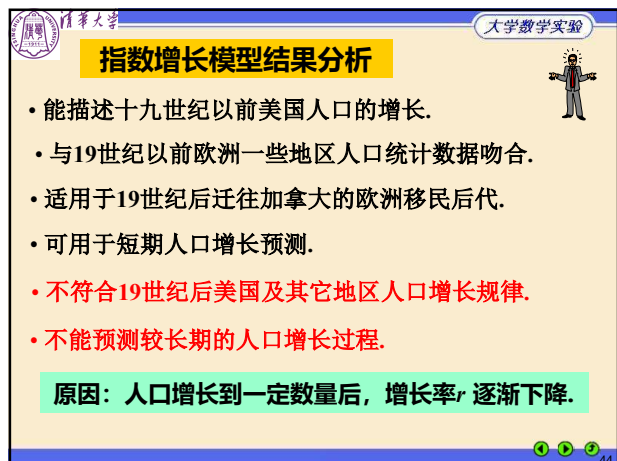 清华大学
大学数学实验
指数增长模型结果分析
• 能描述十九世纪以前美国人口的增长.
• 与19世纪以前欧洲一些地区人口统计数据吻合.
• 适用于19世纪后迁往加拿大的欧洲移民后代.
• 可用于短期人口增长预测.
• 不符合19世纪后美国及其它地区人口增长规律.
• 不能预测较长期的人口增长过程.
原因：人口增长到一定数量后，增长率r 逐渐下降.
44